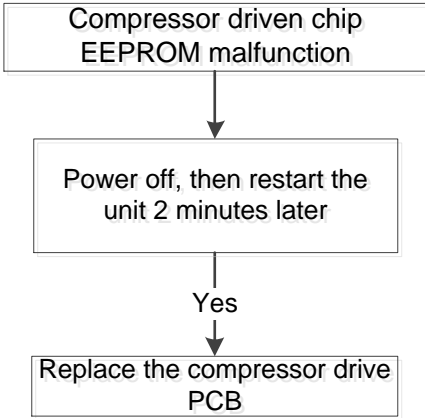 Compressor driven chip
EEPROM malfunction
Power off, then restart the
unit 2 minutes later
Yes
Replace the compressor drive
PCB